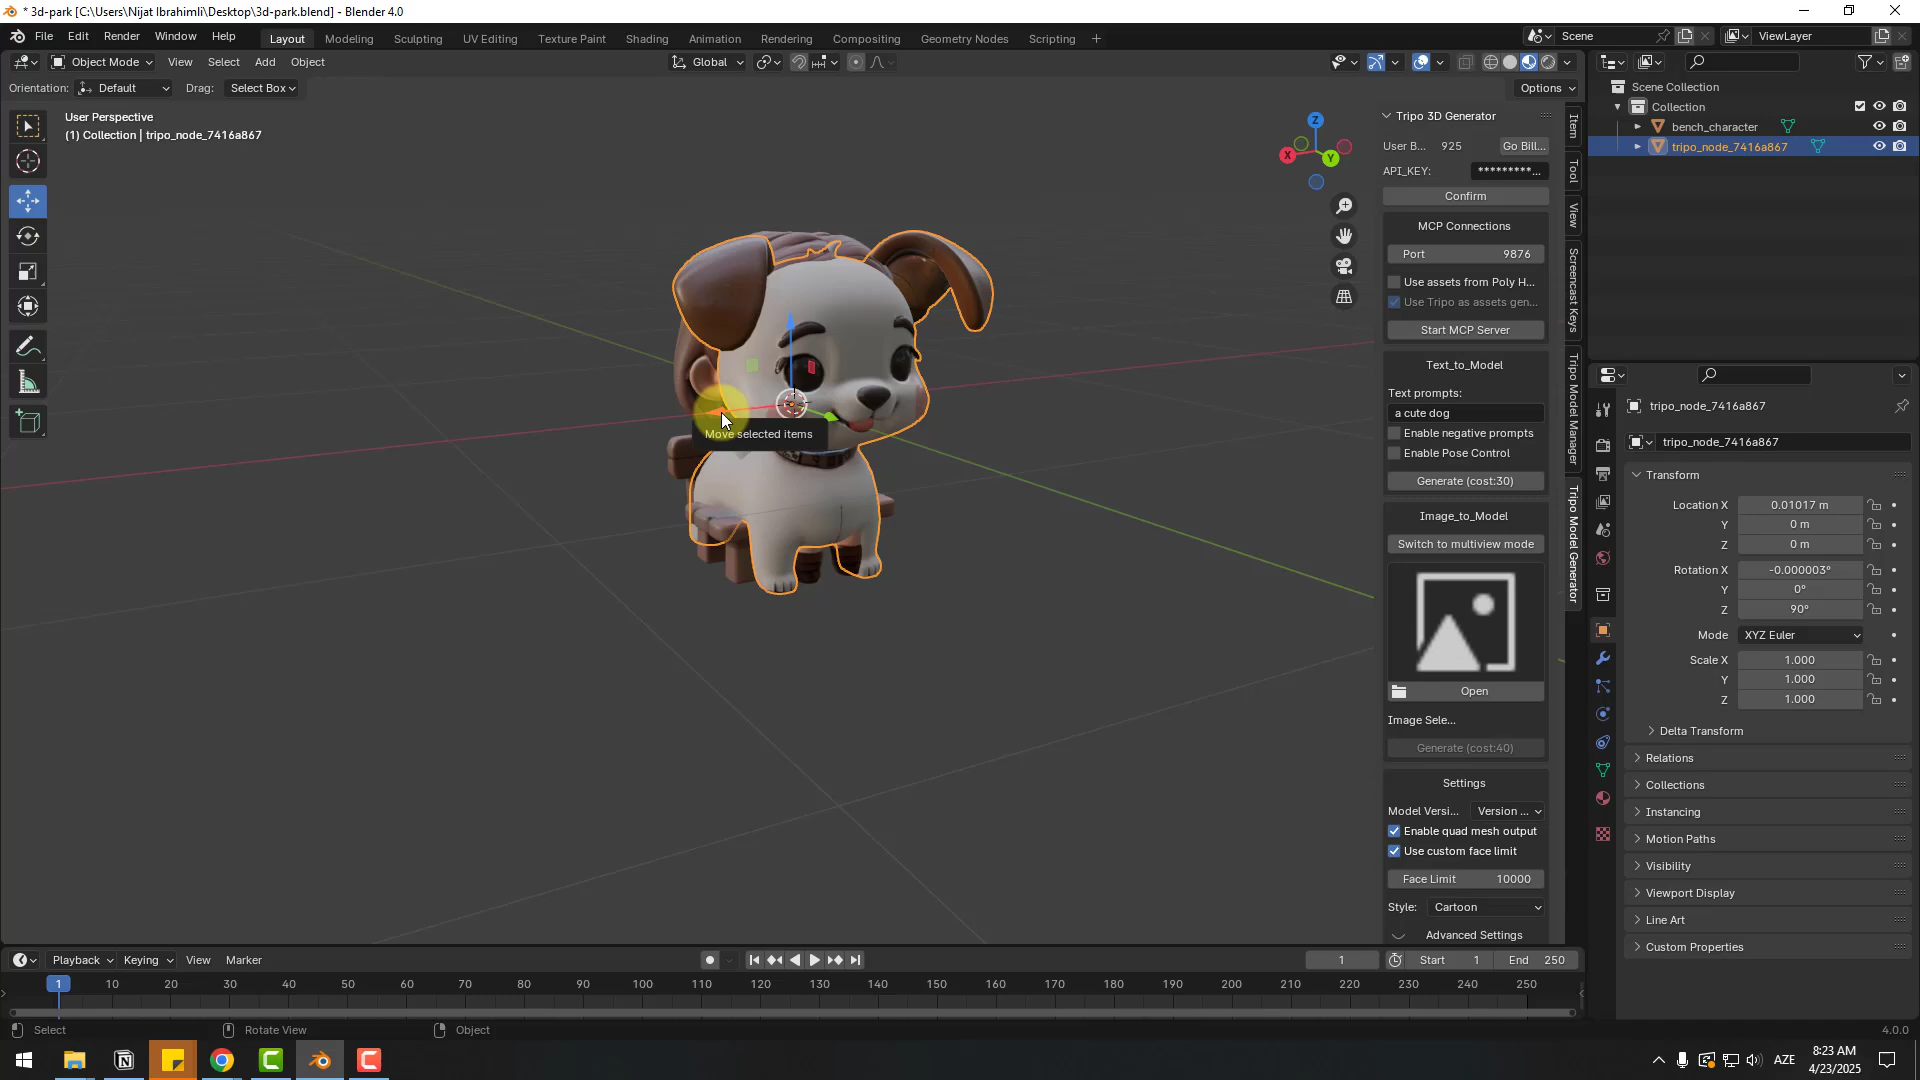 * 3d-park [C:\Users\Nijat Ibrahimli\Desktop\3d-park.blend] - Blender 4.0
File Edit Render Window Help
Layout Modeling Sculpting UV Editing Texture Paint Shading Animation Rendering Compositing Geometry Nodes Scripting +
Scene ViewLayer
Object Mode View Select Add Object Global
Orientation: Default Drag: Select Box Options
User Perspective
(1) Collection | tripo_node_7416a867
Z
X
Y
Move selected items
Tripo 3D Generator
User B... 925 Go Bill...
API_KEY: *********...
Confirm
MCP Connections
Port 9876
Use assets from Poly H...
Use Tripo as assets gen...
Start MCP Server
Text_to_Model
Text prompts:
a cute dog
Enable negative prompts
Enable Pose Control
Generate (cost:30)
Image_to_Model
Switch to multiview mode
Open
Image Sele...
Generate (cost:40)
Settings
Model Versi... Version ...
Enable quad mesh output
Use custom face limit
Face Limit 10000
Style: Cartoon
Advanced Settings
Item
Tool
View
Screencast Keys
Tripo Model Manager
Tripo Model Generator
Scene Collection
Collection
bench_character
tripo_node_7416a867
tripo_node_7416a867
tripo_node_7416a867
Transform
Location X 0.01017 m
Y 0 m
Z 0 m
Rotation X -0.000003°
Y 0°
Z 90°
Mode XYZ Euler
Scale X 1.000
Y 1.000
Z 1.000
Delta Transform
Relations
Collections
Instancing
Motion Paths
Visibility
Viewport Display
Line Art
Custom Properties
Playback Keying View Marker 1 Start 1 End 250
1 10 20 30 40 50 60 70 80 90 100 110 120 130 140 150 160 170 180 190 200 210 220 230 240 250
Select Rotate View Object 4.0.0
AZE 8:23 AM
4/23/2025